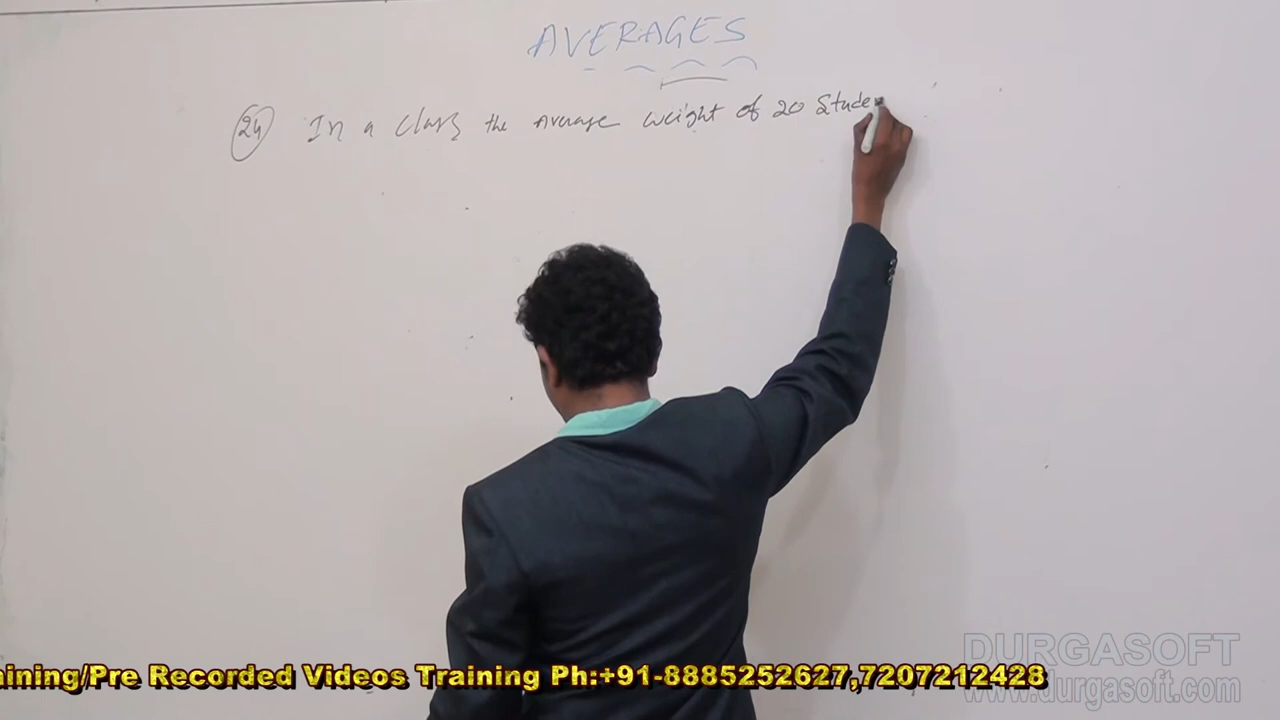 AVERAGES
24 In a class the Average weight of 20 Stude
aining/Pre Recorded Videos Training Ph:+91-8885252627,7207212428
DURGASOFT
www.durgasoft.com